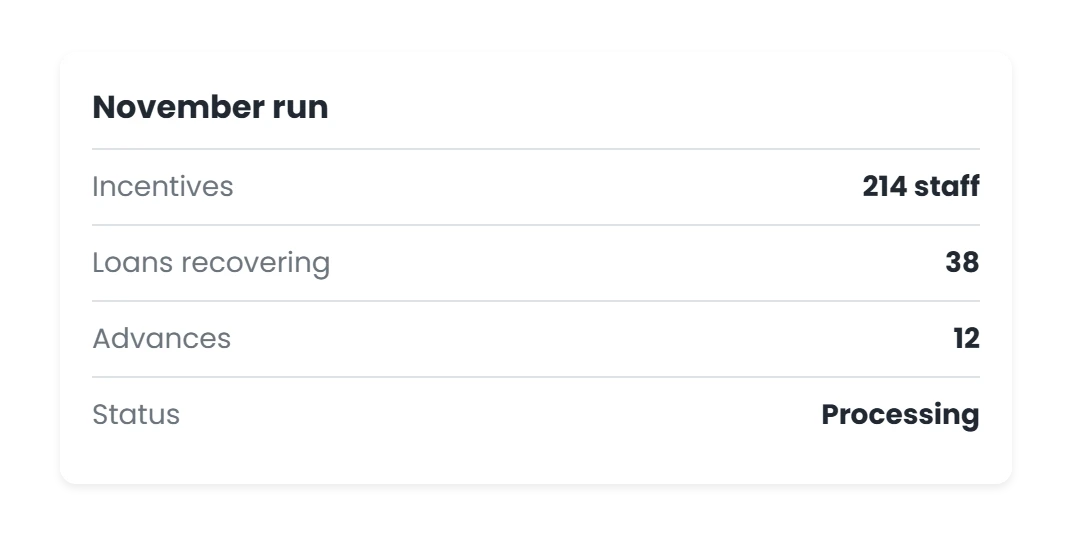 November run
Incentives 214 staff
Loans recovering 38
Advances 12
Status Processing